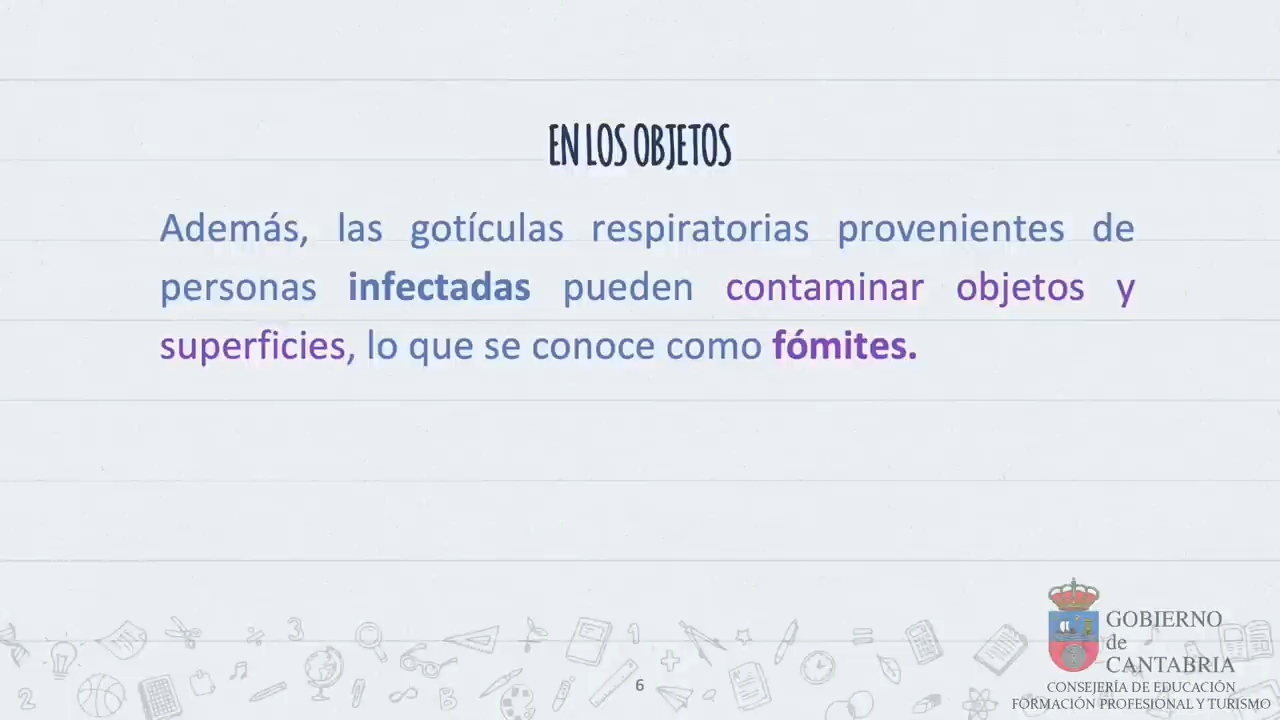 EN LOS OBJETOS
Además, las gotículas respiratorias provenientes de
personas infectadas pueden contaminar objetos y
superficies, lo que se conoce como fómites.
6
GOBIERNO
de
CANTABRIA
CONSEJERÍA DE EDUCACIÓN
FORMACIÓN PROFESIONAL Y TURISMO